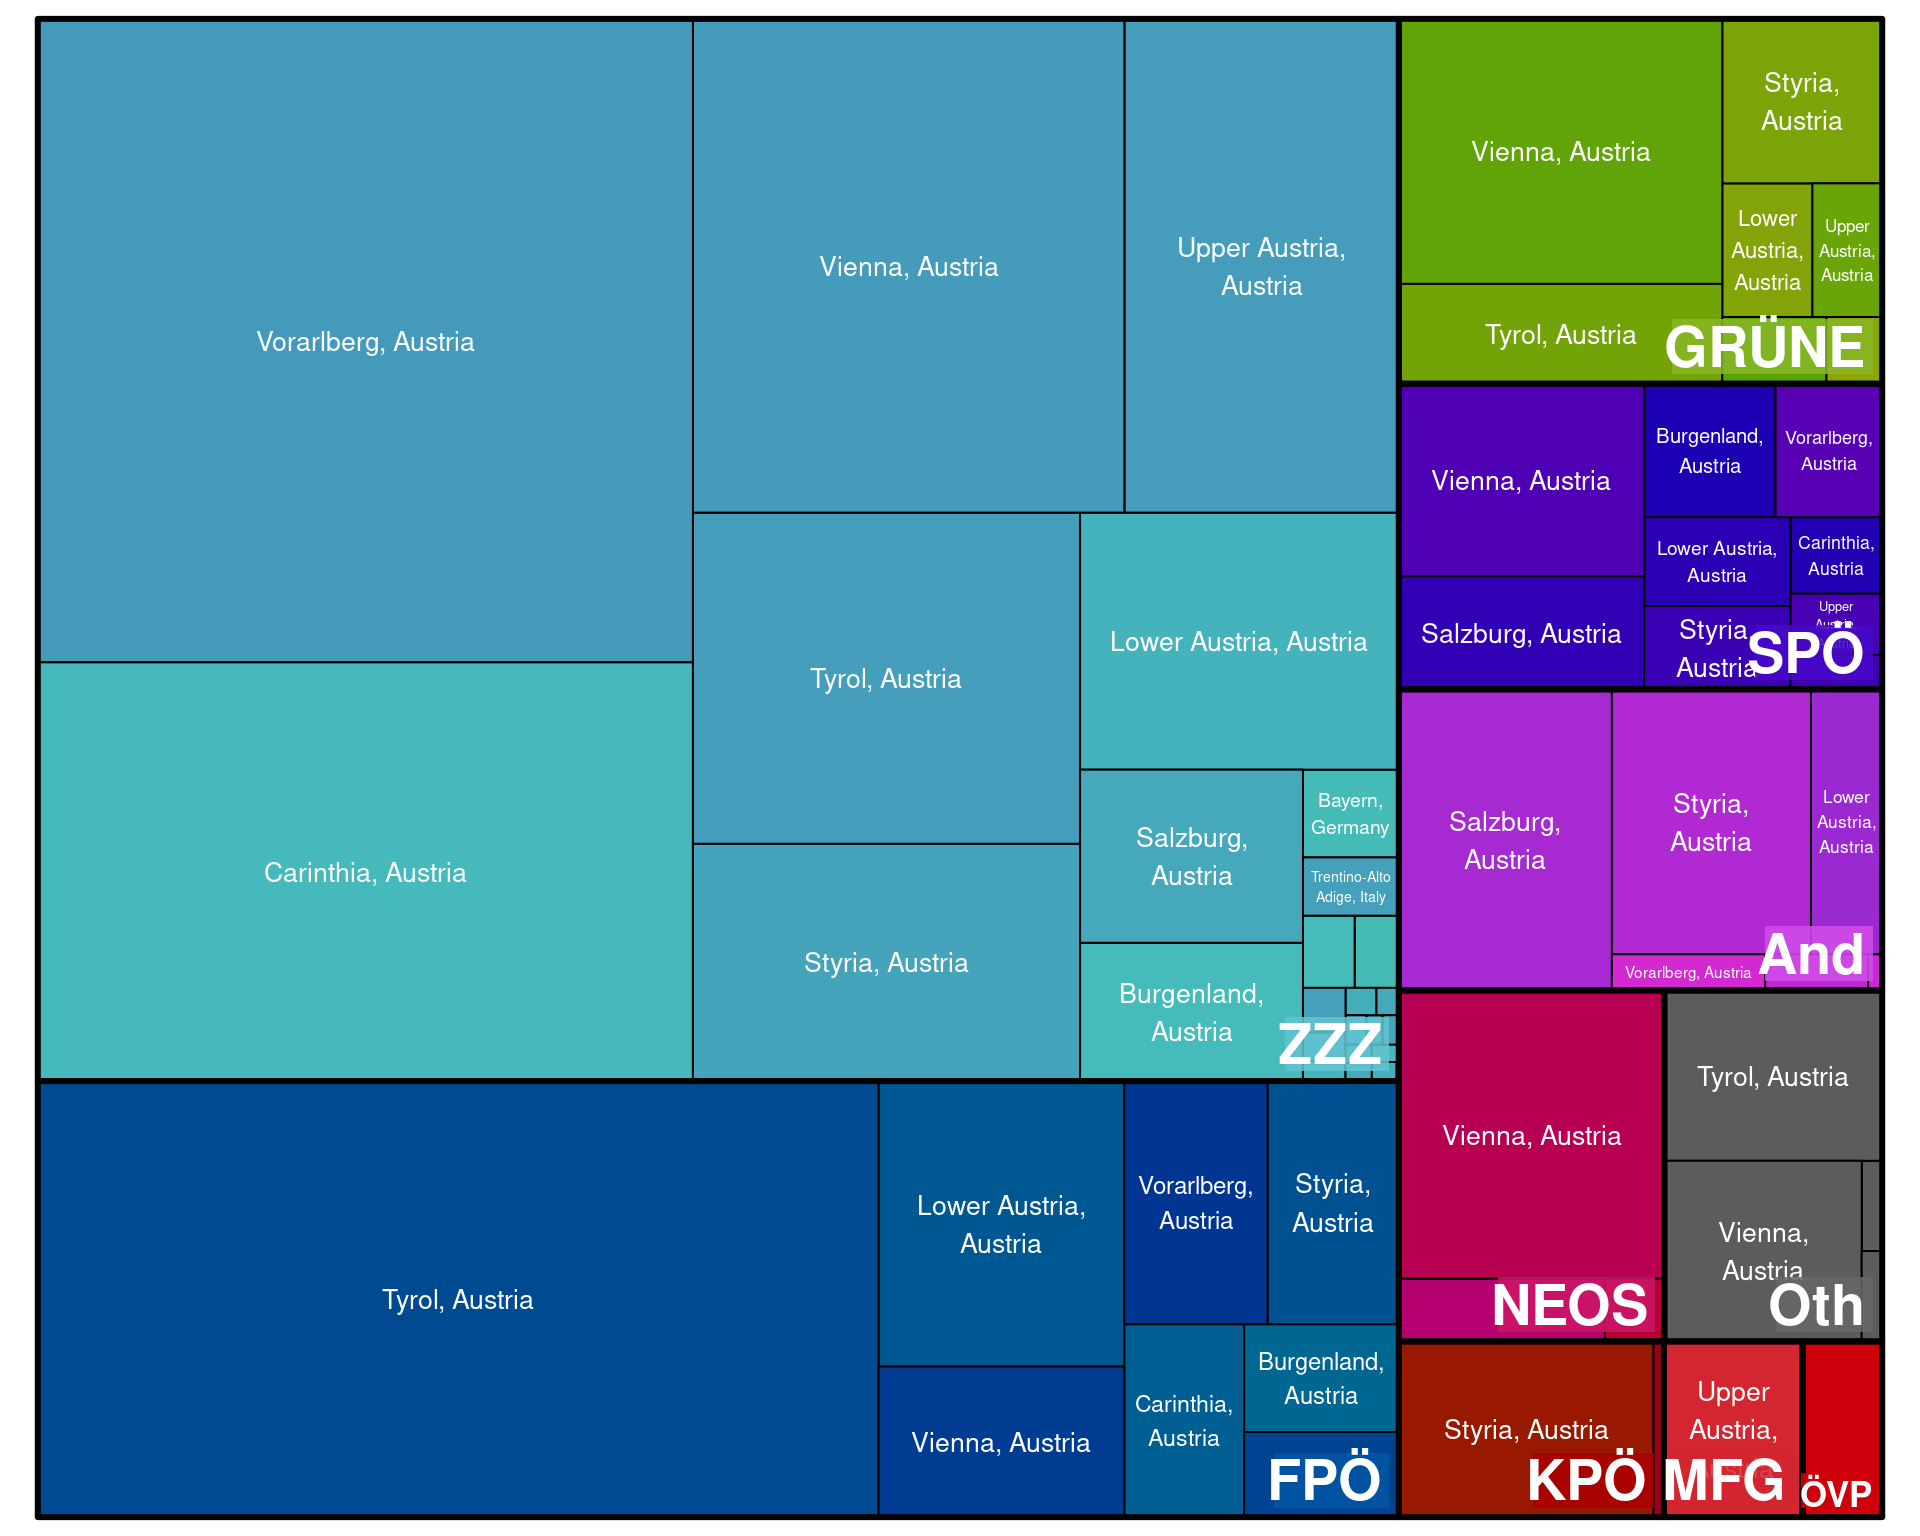 Vorarlberg, Austria
Vienna, Austria
Upper Austria,
Austria
Carinthia, Austria
Tyrol, Austria
Lower Austria, Austria
Styria, Austria
Salzburg,
Austria
Bayern,
Germany
Trentino-Alto
Adige, Italy
Burgenland,
Austria
ZZZ
Tyrol, Austria
Lower Austria,
Austria
Vienna, Austria
Vorarlberg,
Austria
Styria,
Austria
Carinthia,
Austria
Burgenland,
Austria
FPÖ
Vienna, Austria
Styria,
Austria
Lower
Austria,
Austria
Upper
Austria,
Austria
Tyrol, Austria
GRÜNE
Vienna, Austria
Burgenland,
Austria
Vorarlberg,
Austria
Lower Austria,
Austria
Carinthia,
Austria
Salzburg, Austria
Styria,
Austria
Upper
Austria,
SPÖ
Salzburg,
Austria
Styria,
Austria
Lower
Austria,
Austria
Vorarlberg, Austria
And
Vienna, Austria
NEOS
Tyrol, Austria
Vienna,
Austria
Oth
Styria, Austria
KPÖ
Upper
Austria,
MFG
ÖVP